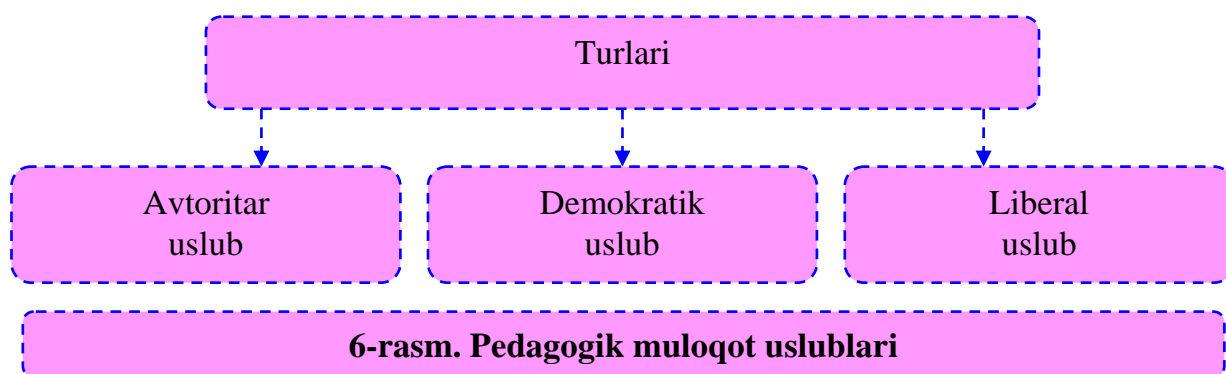 Turlari
Avtoritar
uslub
Demokratik
uslub
Liberal
uslub
6-rasm. Pedagogik muloqot uslublari